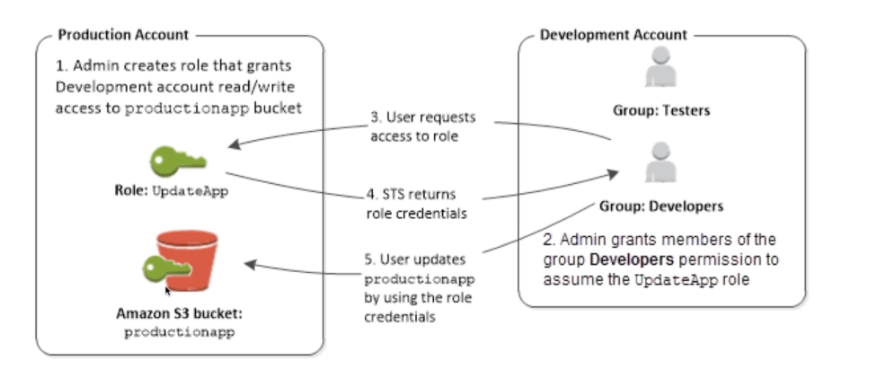 Production Account
1. Admin creates role that grants
Development account read/write
access to productionapp bucket
Role: UpdateApp
Amazon S3 bucket:
productionapp
3. User requests
access to role
4. STS returns
role credentials
5. User updates
productionapp
by using the role
credentials
Development Account
Group: Testers
Group: Developers
2. Admin grants members of the
group Developers permission to
assume the UpdateApp role